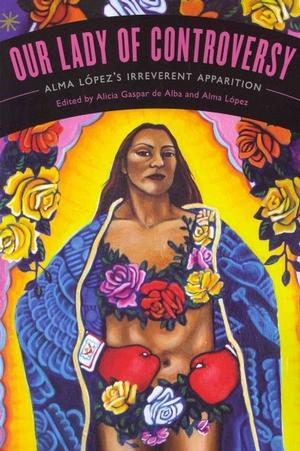 OUR LADY OF CONTROVERSY
ALMA LÓPEZ'S IRREVERENT APPARITION
Edited by Alicia Gaspar de Alba and Alma López